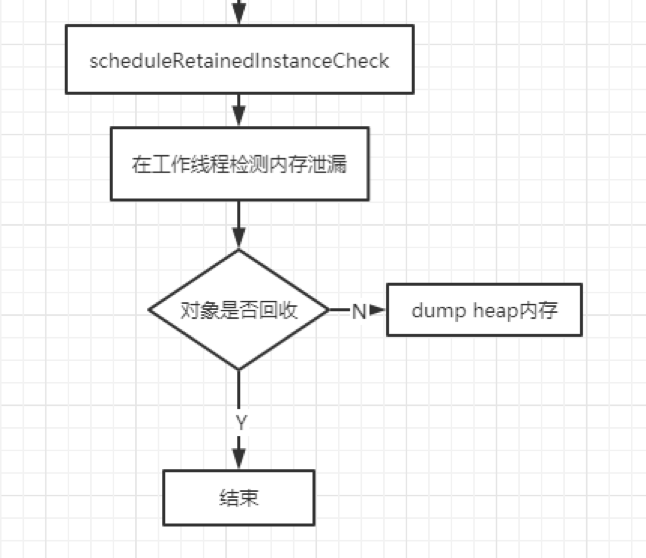 scheduleRetainedInstanceCheck
在工作线程检测内存泄漏
对象是否回收
N
dump heap内存
Y
结束